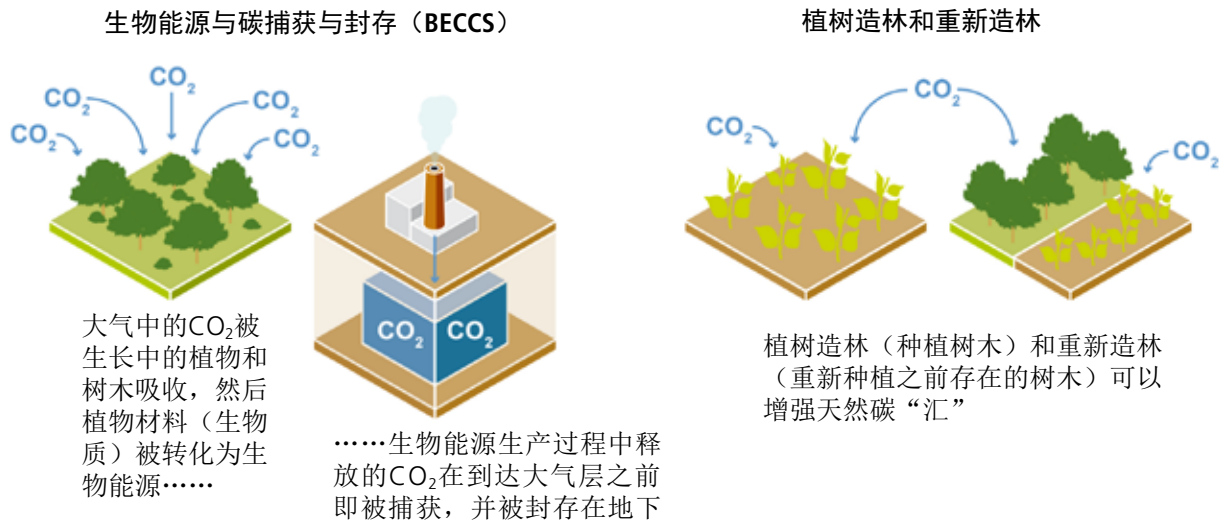 生物能源与碳捕获与封存（BECCS）
CO₂
CO₂
CO₂
CO₂
CO₂
CO₂
CO₂
大气中的CO₂被
生长中的植物和
树木吸收，然后
植物材料（生物
质）被转化为生
物能源……
……生物能源生产过程中释
放的CO₂在到达大气层之前
即被捕获，并被封存在地下
植树造林和重新造林
CO₂
CO₂
CO₂
植树造林（种植树木）和重新造林
（重新种植之前存在的树木）可以
增强天然碳“汇”